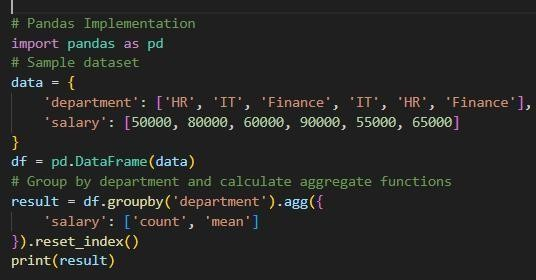 # Pandas Implementation
import pandas as pd
# Sample dataset
data = {
    'department': ['HR', 'IT', 'Finance', 'IT', 'HR', 'Finance'],
    'salary': [50000, 80000, 60000, 90000, 55000, 65000]
}
df = pd.DataFrame(data)
# Group by department and calculate aggregate functions
result = df.groupby('department').agg({
    'salary': ['count', 'mean']
}).reset_index()
print(result)